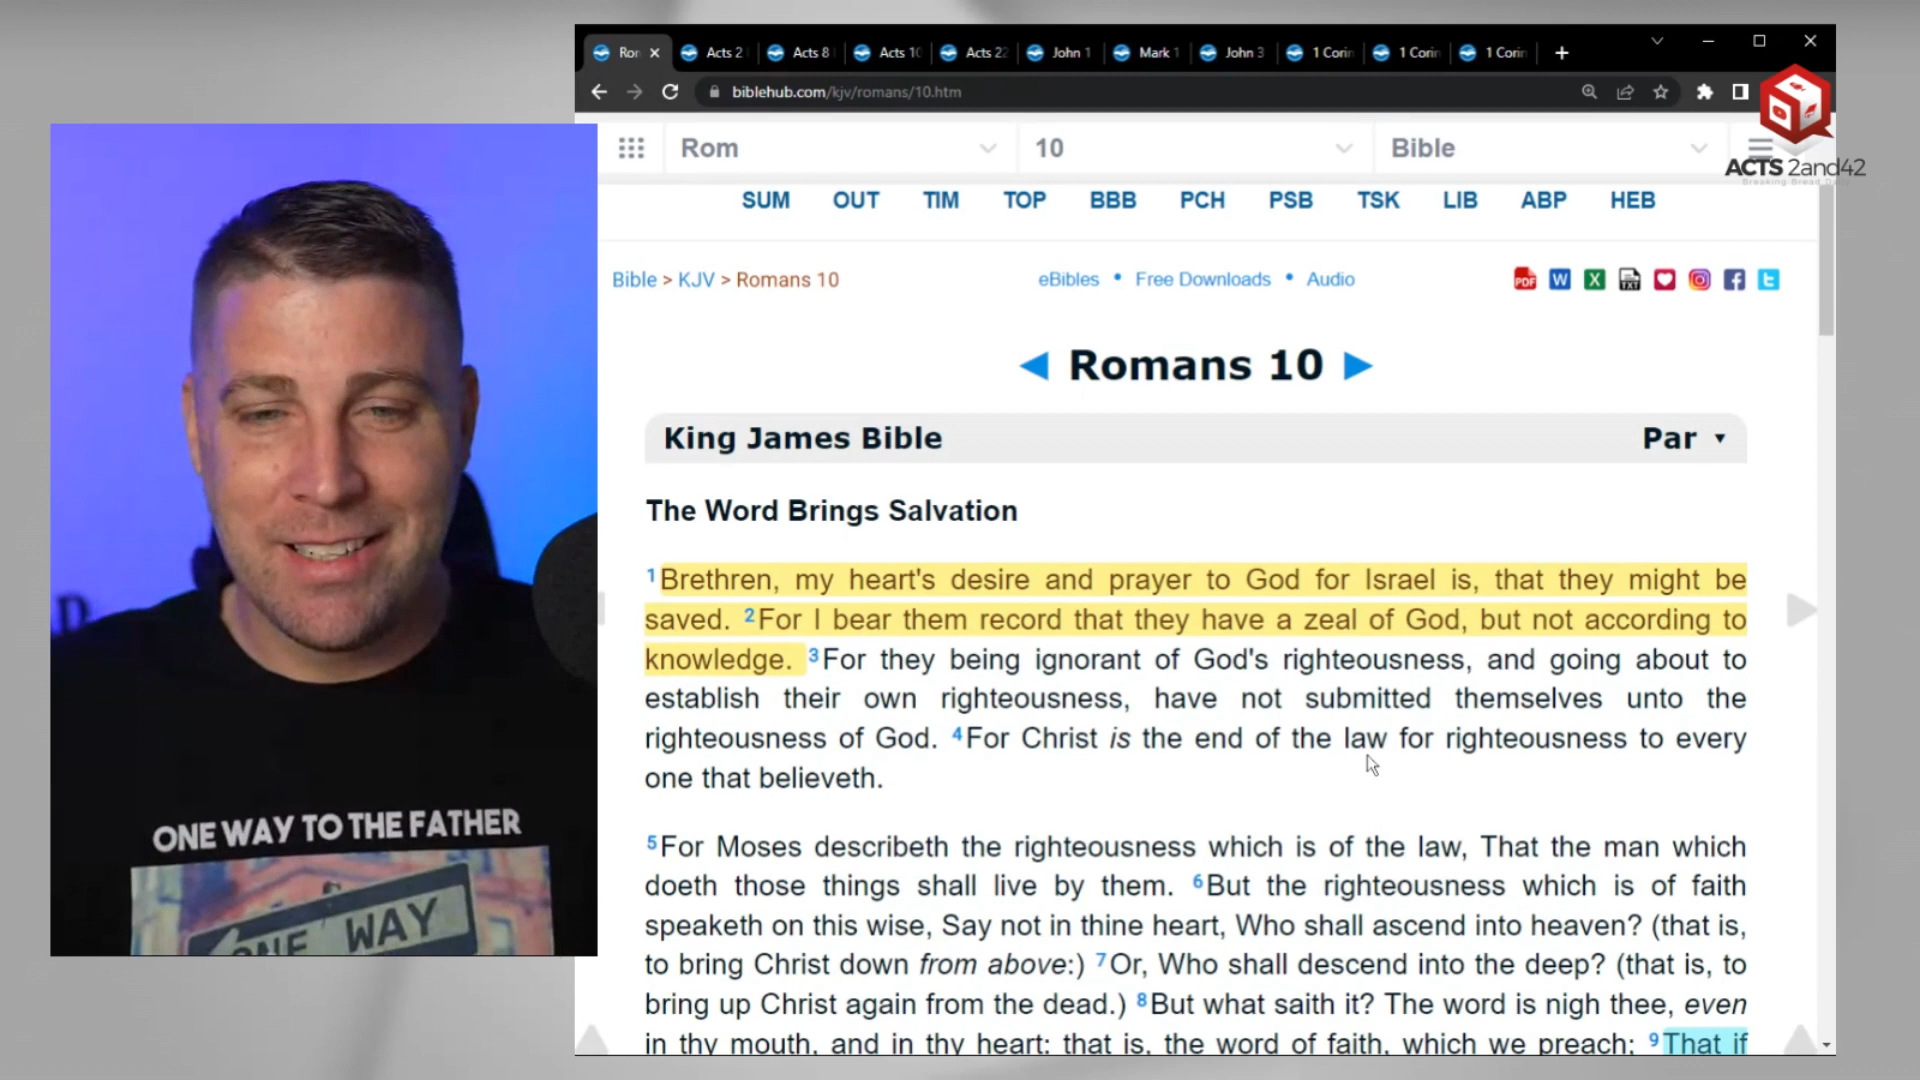 Ron
Acts 2
Acts 8
Acts 10
Acts 22
John 1
Mark 1
John 3
1 Corin
1 Corin
1 Corin
biblehub.com/kjv/romans/10.htm
Rom
10
Bible
ACTS 2and42
Breaking Bread Daily
SUM OUT TIM TOP BBB PCH PSB TSK LIB ABP HEB
Bible > KJV > Romans 10
eBibles • Free Downloads • Audio
PDF W X TXT
Romans 10
King James Bible
Par
The Word Brings Salvation
1Brethren, my heart's desire and prayer to God for Israel is, that they might be
saved. 2For I bear them record that they have a zeal of God, but not according to
knowledge. 3For they being ignorant of God's righteousness, and going about to
establish their own righteousness, have not submitted themselves unto the
righteousness of God. 4For Christ is the end of the law for righteousness to every
one that believeth.
5For Moses describeth the righteousness which is of the law, That the man which
doeth those things shall live by them. 6But the righteousness which is of faith
speaketh on this wise, Say not in thine heart, Who shall ascend into heaven? (that is,
to bring Christ down from above:) 7Or, Who shall descend into the deep? (that is, to
bring up Christ again from the dead.) 8But what saith it? The word is nigh thee, even
in thy mouth, and in thy heart: that is, the word of faith, which we preach; 9That if
ONE WAY TO THE FATHER
ONE WAY